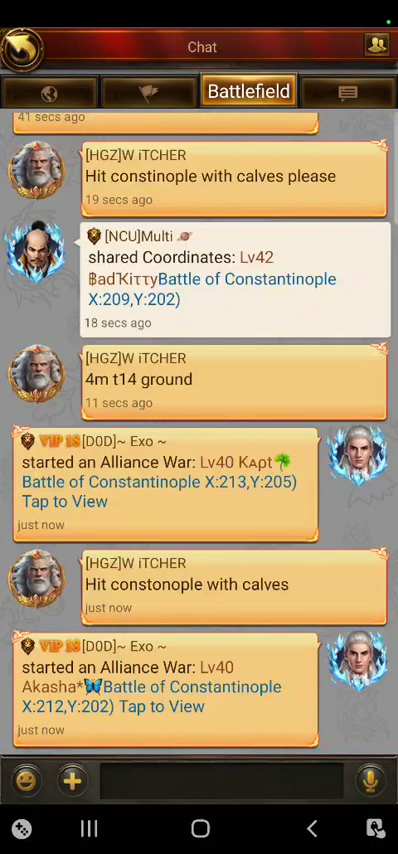 Chat
Battlefield
41 secs ago
[HGZ]W iTCHER
Hit constinople with calves please
19 secs ago
[NCU]Multi 🪐
shared Coordinates: Lv42
฿adҠiττyBattle of Constantinople
X:209,Y:202)
18 secs ago
[HGZ]W iTCHER
4m t14 ground
11 secs ago
VIP 18[D0D]~ Exo ~
started an Alliance War: Lv40 Kᴀρt☘
Battle of Constantinople X:213,Y:205)
Tap to View
just now
[HGZ]W iTCHER
Hit constonople with calves
just now
VIP 18[D0D]~ Exo ~
started an Alliance War: Lv40
Akasha*🦋Battle of Constantinople
X:212,Y:202) Tap to View
just now